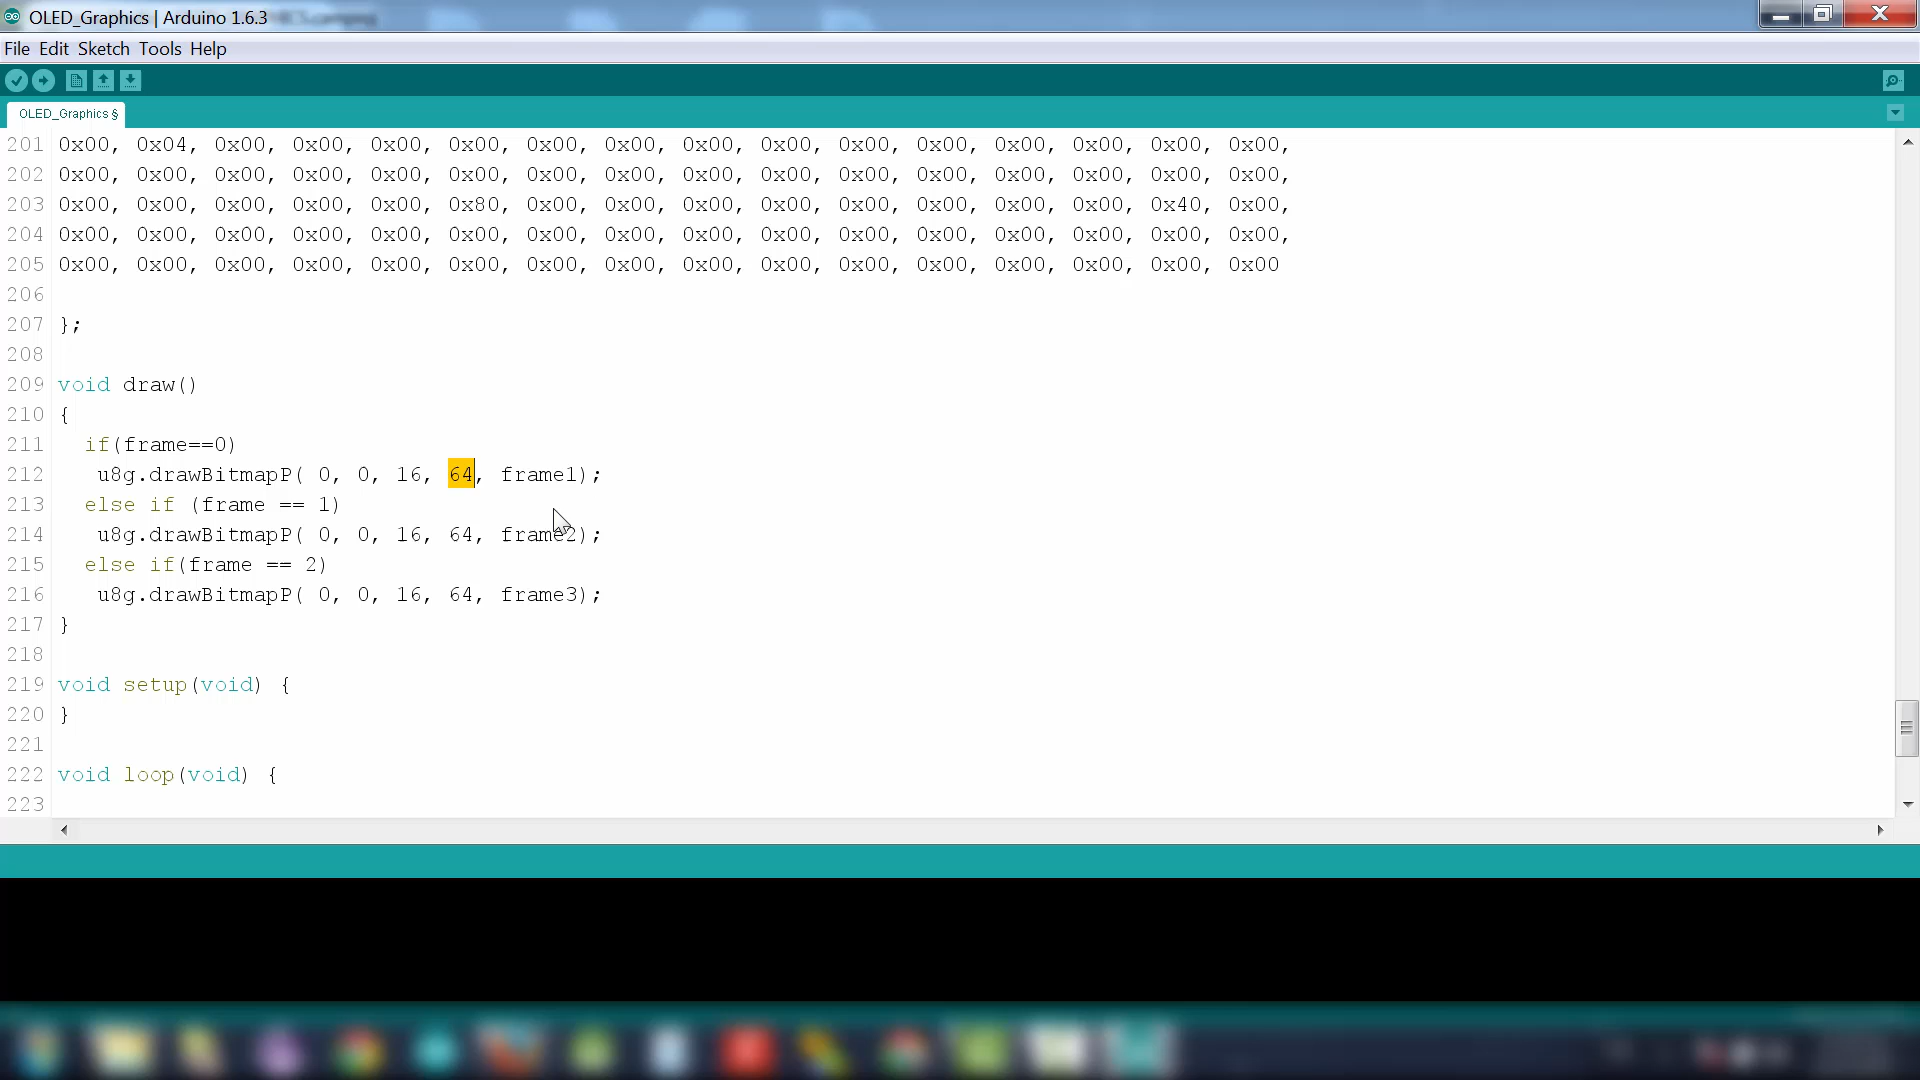 OLED_Graphics | Arduino 1.6.3
File Edit Sketch Tools Help
OLED_Graphics §
201 0x00, 0x04, 0x00, 0x00, 0x00, 0x00, 0x00, 0x00, 0x00, 0x00, 0x00, 0x00, 0x00, 0x00, 0x00, 0x00,
202 0x00, 0x00, 0x00, 0x00, 0x00, 0x00, 0x00, 0x00, 0x00, 0x00, 0x00, 0x00, 0x00, 0x00, 0x00, 0x00,
203 0x00, 0x00, 0x00, 0x00, 0x00, 0x80, 0x00, 0x00, 0x00, 0x00, 0x00, 0x00, 0x00, 0x00, 0x40, 0x00,
204 0x00, 0x00, 0x00, 0x00, 0x00, 0x00, 0x00, 0x00, 0x00, 0x00, 0x00, 0x00, 0x00, 0x00, 0x00, 0x00,
205 0x00, 0x00, 0x00, 0x00, 0x00, 0x00, 0x00, 0x00, 0x00, 0x00, 0x00, 0x00, 0x00, 0x00, 0x00, 0x00
206
207 };
208
209 void draw()
210 {
211 if(frame==0)
212 u8g.drawBitmapP( 0, 0, 16, 64, frame1);
213 else if (frame == 1)
214 u8g.drawBitmapP( 0, 0, 16, 64, frame2);
215 else if(frame == 2)
216 u8g.drawBitmapP( 0, 0, 16, 64, frame3);
217 }
218
219 void setup(void) {
220 }
221
222 void loop(void) {
223